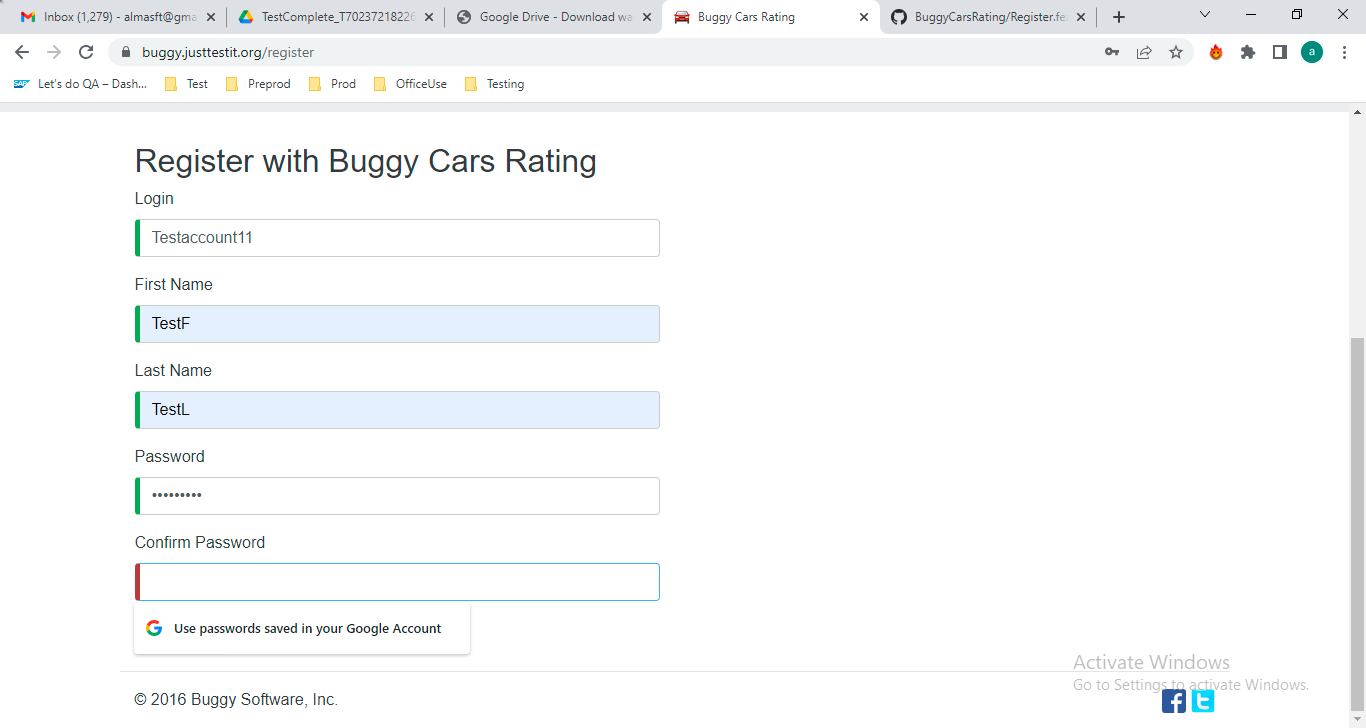 Inbox (1,279) - almasft@gma
TestComplete_T70237218226
Google Drive - Download wa
Buggy Cars Rating
BuggyCarsRating/Register.fe
buggy.justtestit.org/register
a
SAP
Let's do QA – Dash...
Test
Preprod
Prod
OfficeUse
Testing
Register with Buggy Cars Rating
Login
Testaccount11
First Name
TestF
Last Name
TestL
Password
•••••••••
Confirm Password
Use passwords saved in your Google Account
Activate Windows
Go to Settings to activate Windows.
© 2016 Buggy Software, Inc.